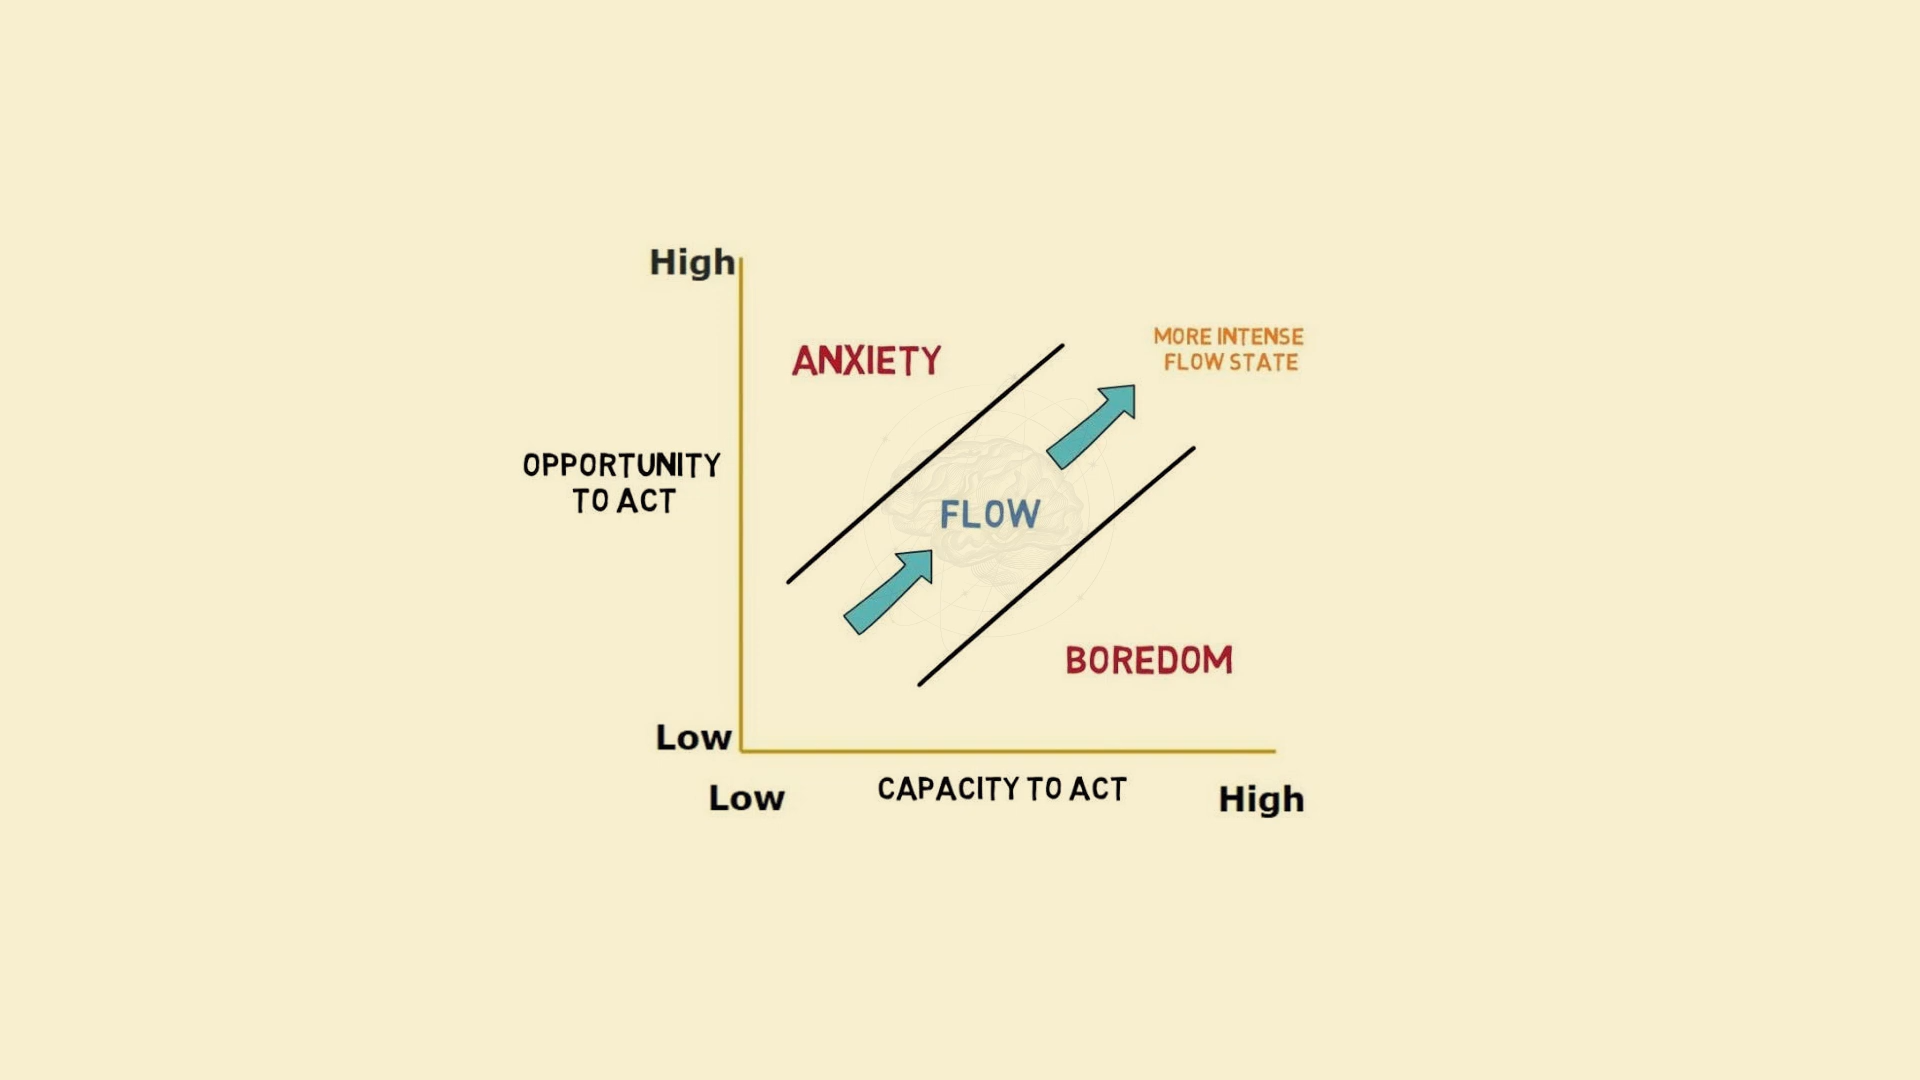 High
ANXIETY
MORE INTENSE
FLOW STATE
OPPORTUNITY
TO ACT
FLOW
BOREDOM
Low
Low
CAPACITY TO ACT
High